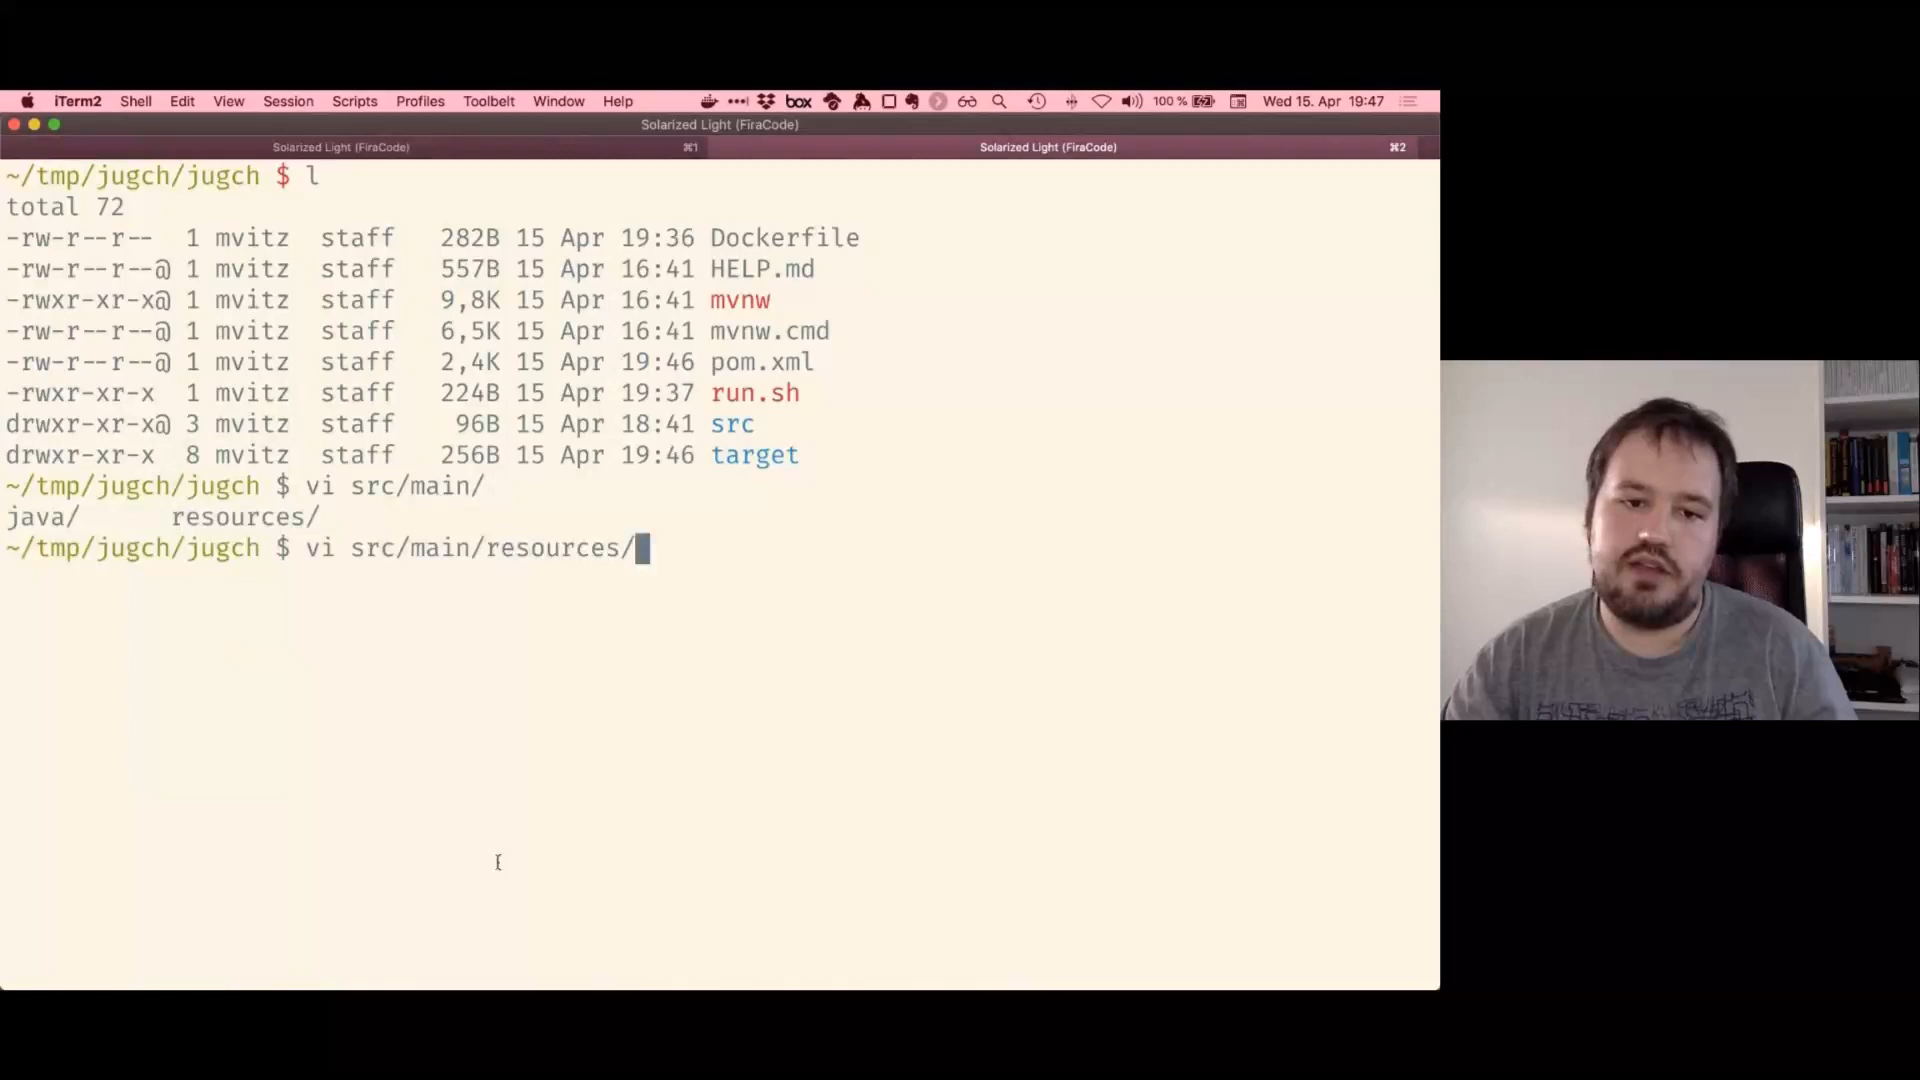 iTerm2 Shell Edit View Session Scripts Profiles Toolbelt Window Help box 100 % Wed 15. Apr 19:47
Solarized Light (FiraCode)
Solarized Light (FiraCode) ⌘1 Solarized Light (FiraCode) ⌘2
~/tmp/jugch/jugch $ l
total 72
-rw-r--r-- 1 mvitz staff 282B 15 Apr 19:36 Dockerfile
-rw-r--r--@ 1 mvitz staff 557B 15 Apr 16:41 HELP.md
-rwxr-xr-x@ 1 mvitz staff 9,8K 15 Apr 16:41 mvnw
-rw-r--r--@ 1 mvitz staff 6,5K 15 Apr 16:41 mvnw.cmd
-rw-r--r--@ 1 mvitz staff 2,4K 15 Apr 19:46 pom.xml
-rwxr-xr-x 1 mvitz staff 224B 15 Apr 19:37 run.sh
drwxr-xr-x@ 3 mvitz staff 96B 15 Apr 18:41 src
drwxr-xr-x 8 mvitz staff 256B 15 Apr 19:46 target
~/tmp/jugch/jugch $ vi src/main/
java/ resources/
~/tmp/jugch/jugch $ vi src/main/resources/